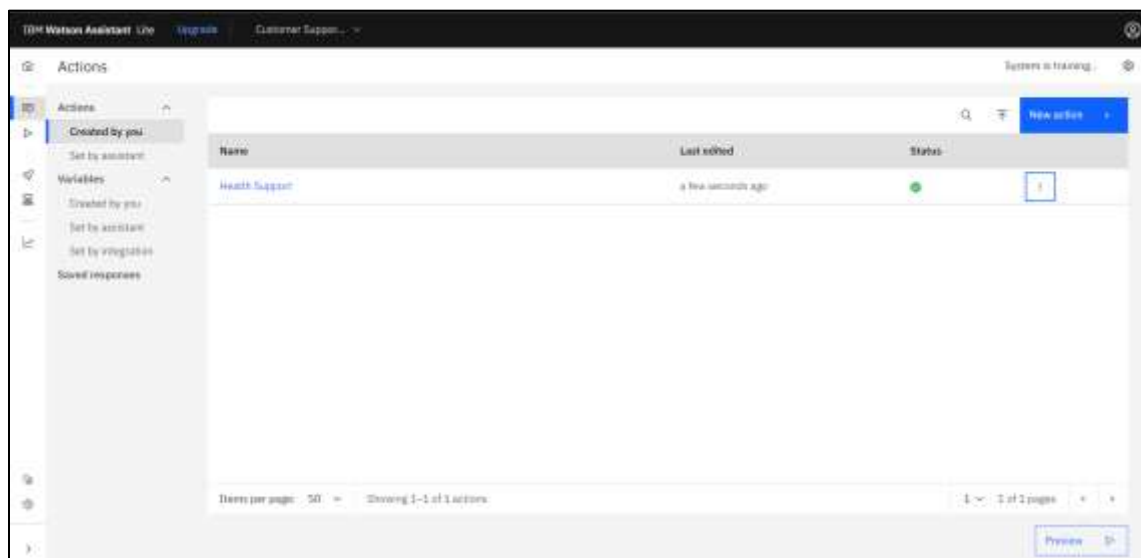 IBM Watson Assistant Lite Upgrade Customer Suppor...
Actions System is training...
Actions
Created by you
Set by assistant
Variables
Created by you
Set by assistant
Set by integration
Saved responses
New action +
Name Last edited Status
Health Support a few seconds ago
Items per page: 50 Showing 1–1 of 1 actions 1 1 of 1 pages
Preview